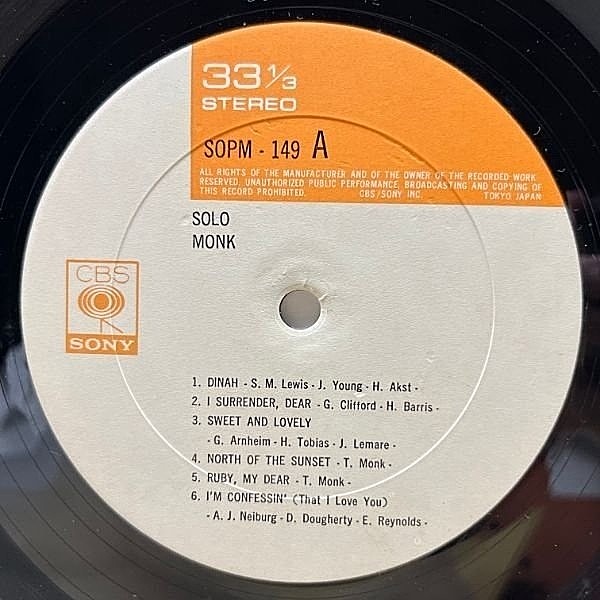 33 1/3
STEREO
SOPM - 149 A
ALL RIGHTS OF THE MANUFACTURER AND OF THE OWNER OF THE RECORDED WORK
RESERVED. UNAUTHORIZED PUBLIC PERFORMANCE, BROADCASTING AND COPYING OF
THIS RECORD PROHIBITED. CBS/SONY INC. TOKYO JAPAN
SOLO
MONK
CBS
SONY
1. DINAH - S. M. Lewis - J. Young - H. Akst -
2. I SURRENDER, DEAR - G. Clifford - H. Barris -
3. SWEET AND LOVELY
- G. Arnheim - H. Tobias - J. Lemare -
4. NORTH OF THE SUNSET - T. Monk -
5. RUBY, MY DEAR - T. Monk -
6. I'M CONFESSIN' (That I Love You)
- A. J. Neiburg - D. Dougherty - E. Reynolds -